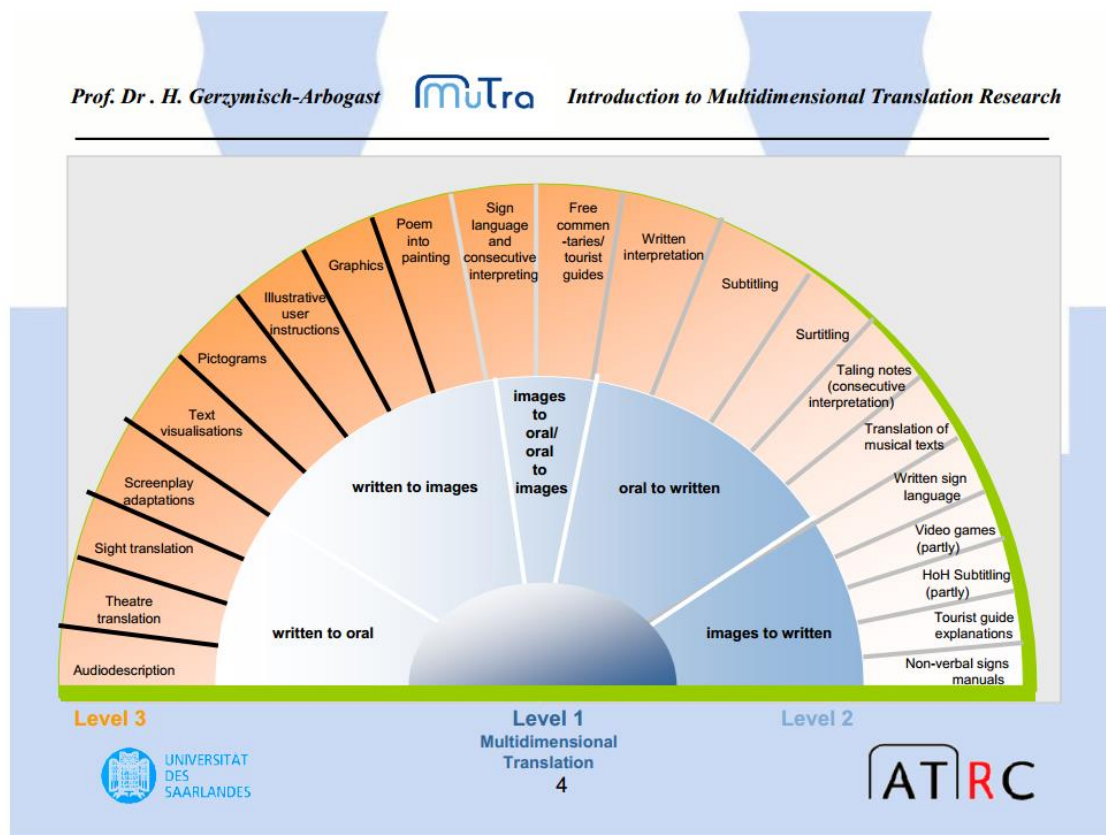 Prof. Dr . H. Gerzymisch-Arbogast
MuTra
Introduction to Multidimensional Translation Research
Audiodescription
Theatre
translation
Sight translation
Screenplay
adaptations
Text
visualisations
Pictograms
Illustrative
user
instructions
Graphics
Poem
into
painting
Sign
language
and
consecutive
interpreting
Free
commen
-taries/
tourist
guides
Written
interpretation
Subtitling
Surtitling
Taling notes
(consecutive
interpretation)
Translation of
musical texts
Written sign
language
Video games
(partly)
HoH Subtitling
(partly)
Tourist guide
explanations
Non-verbal signs
manuals
written to oral
written to images
images
to
oral/
oral
to
images
oral to written
images to written
Level 3
Level 1
Multidimensional
Translation
Level 2
UNIVERSITÄT
DES
SAARLANDES
4
ATRC